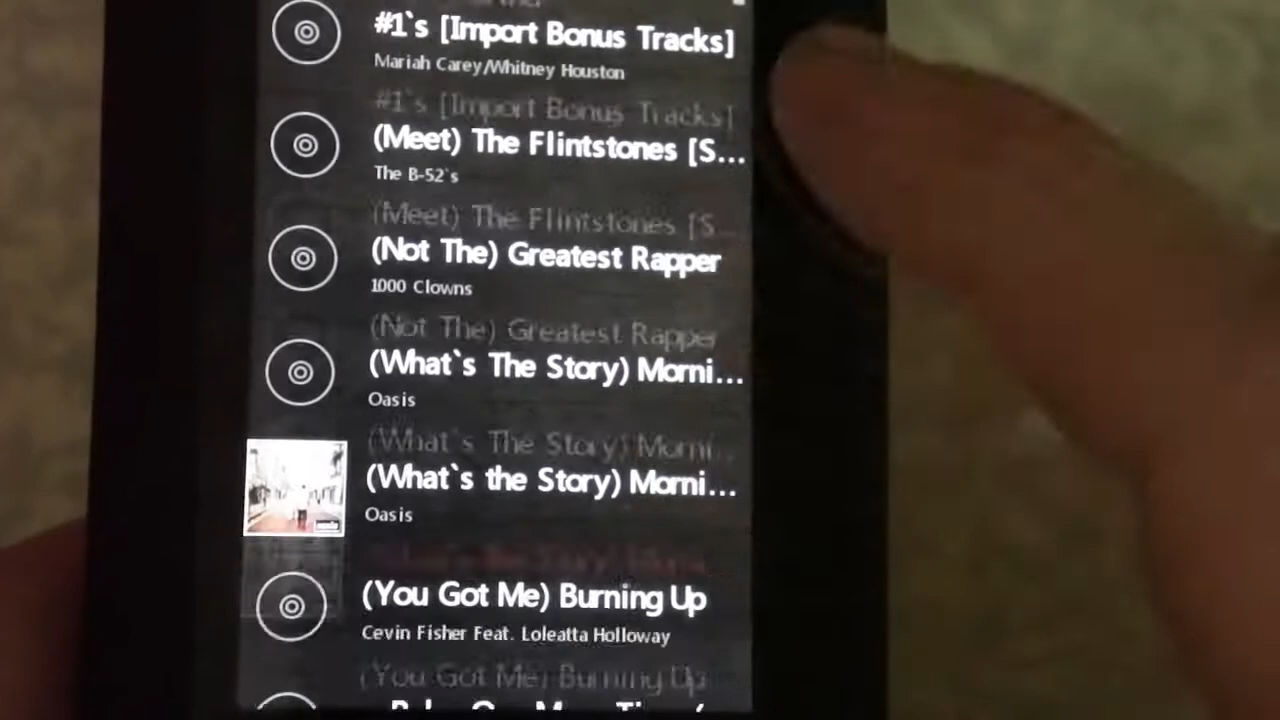 #1`s [Import Bonus Tracks]
Mariah Carey/Whitney Houston
#1`s [Import Bonus Tracks]
(Meet) The Flintstones [S...
The B-52`s
(Meet) The Flintstones [S...
(Not The) Greatest Rapper
1000 Clowns
(Not The) Greatest Rapper
(What`s The Story) Morni...
Oasis
(What`s The Story) Morni...
(What`s the Story) Morni...
Oasis
(You Got Me) Burning Up
Cevin Fisher Feat. Loleatta Holloway
(You Got Me) Burning Up